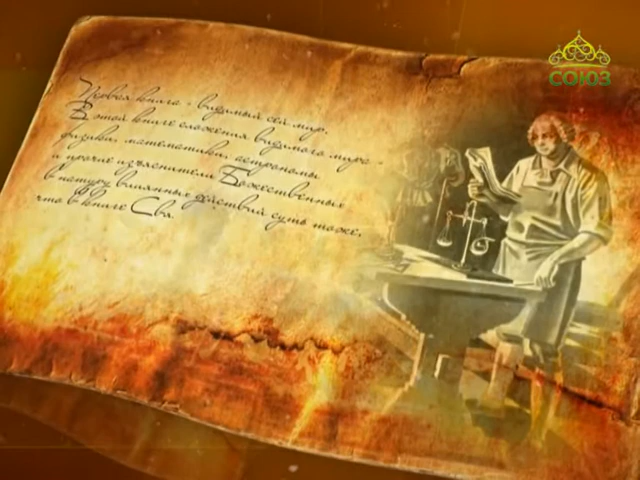 СОЮЗ
Первая книга - видимый сей мир.
В этой книге сложения видимого мира
физики, математики, астрономы
и прочие изъяснители Божественных
в натуру влиянных действий суть тоже,
что в книге Свя.